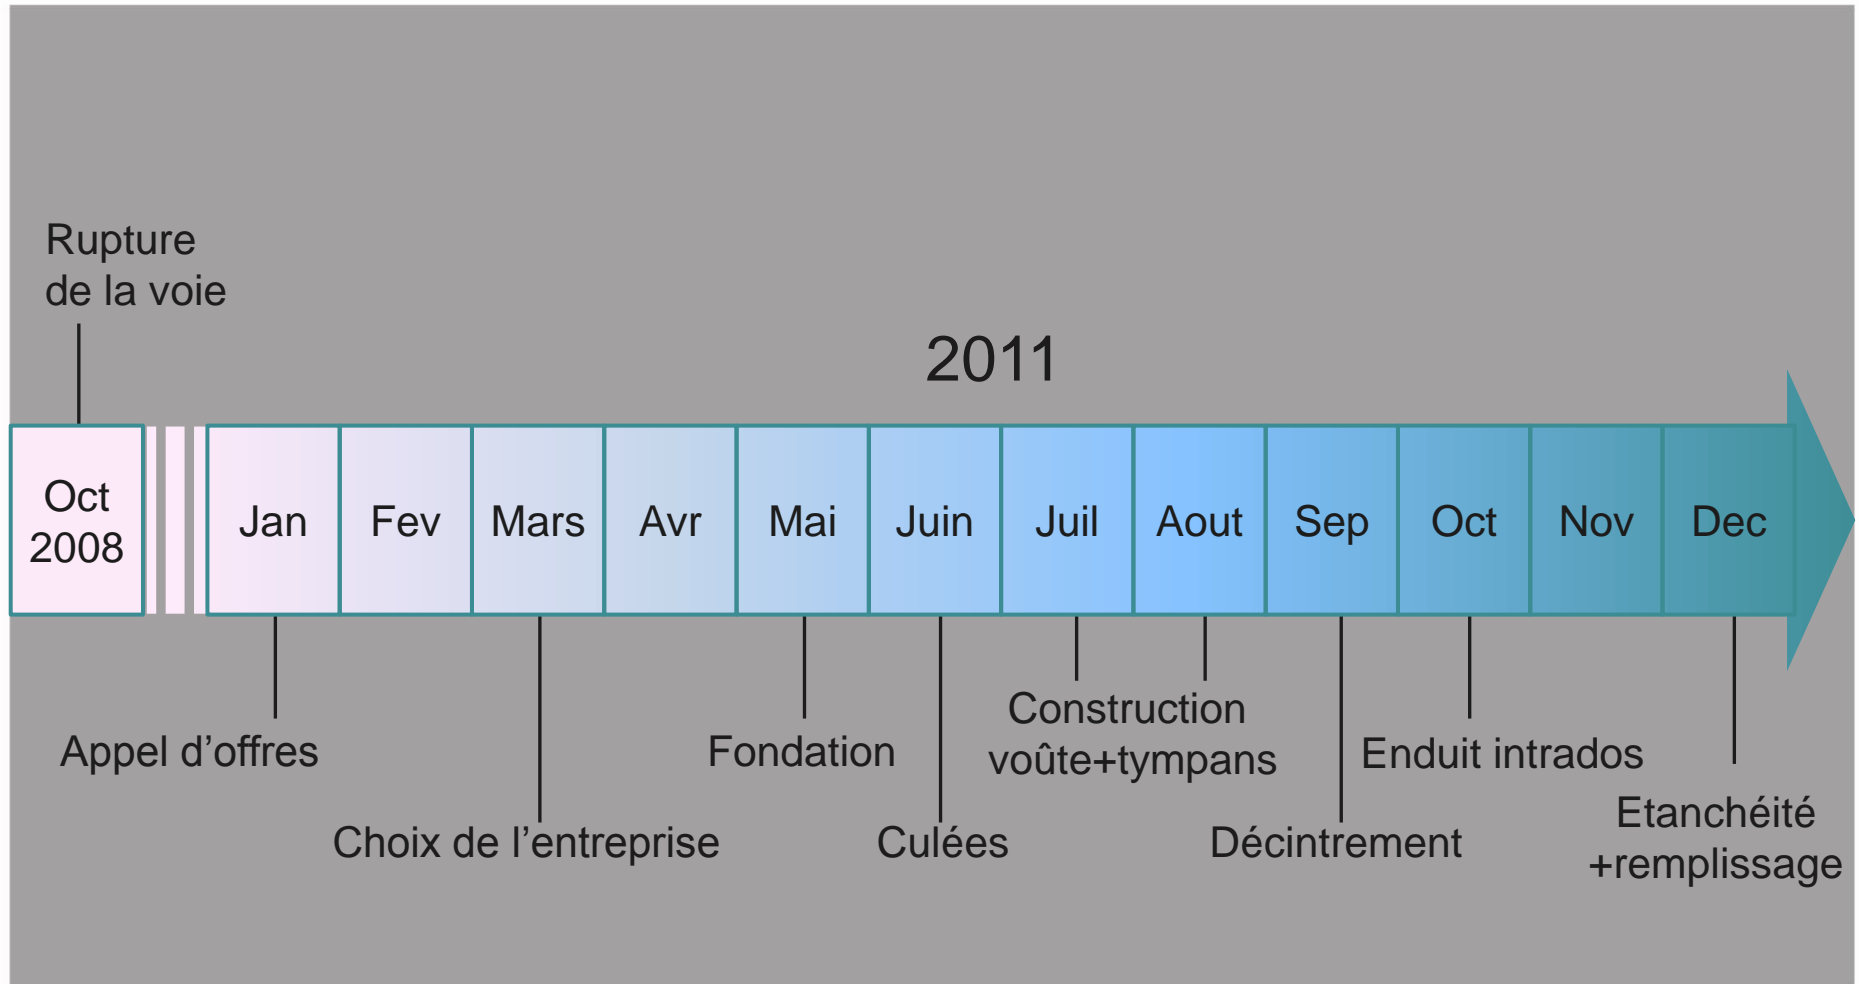 Rupture
de la voie
2011
Oct
2008
Jan
Fev
Mars
Avr
Mai
Juin
Juil
Aout
Sep
Oct
Nov
Dec
Appel d’offres
Choix de l’entreprise
Fondation
Culées
Construction
voûte+tympans
Décintrement
Enduit intrados
Etanchéité
+remplissage